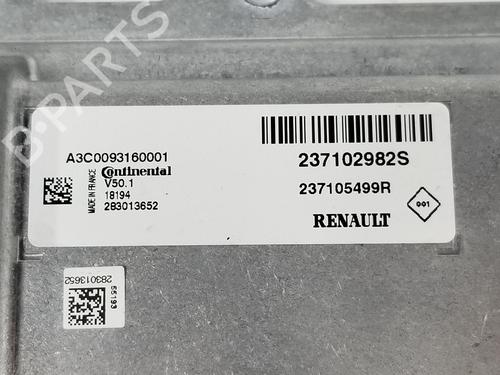 B-PARTS
A3C0093160001
Continental
MADE IN FRANCE
V50.1
18194
283013652
237102982S
237105499R
RENAULT
001
283013652
55193